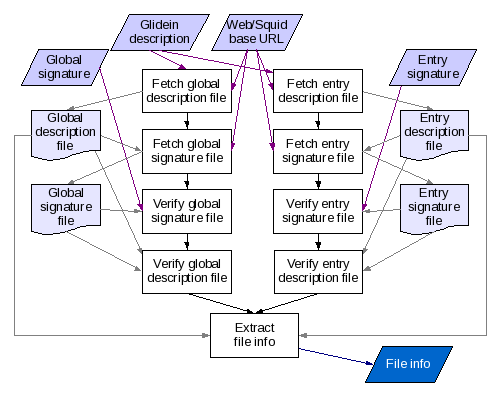 Glidein
description
Web/Squid
base URL
Global
signature
Entry
signature
Fetch global
description file
Fetch entry
description file
Global
description
file
Entry
description
file
Fetch global
signature file
Fetch entry
signature file
Global
signature
file
Entry
signature
file
Verify global
signature file
Verify entry
signature file
Verify global
description file
Verify entry
description file
Extract
file info
File info